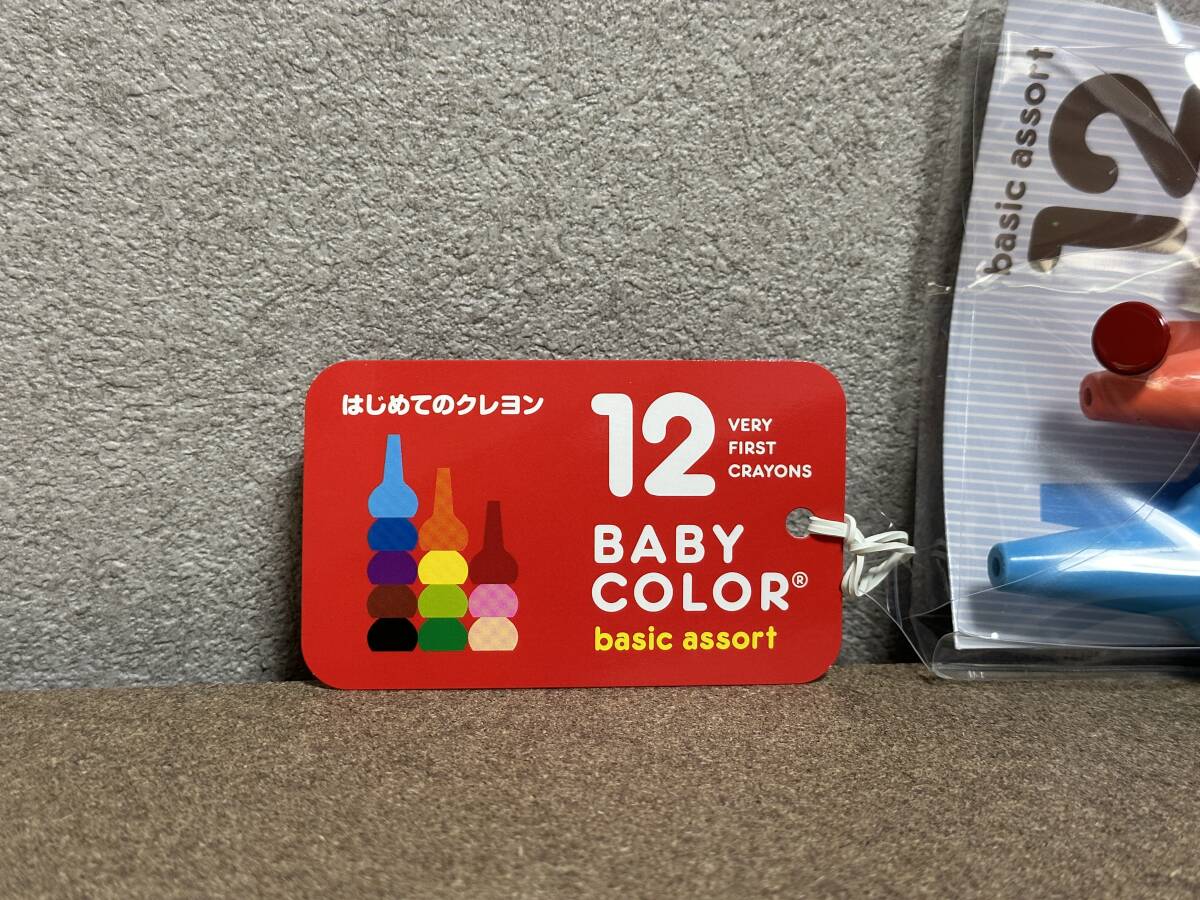 はじめてのクレヨン
12
VERY
FIRST
CRAYONS
BABY
COLOR®
basic assort
basic assort
12